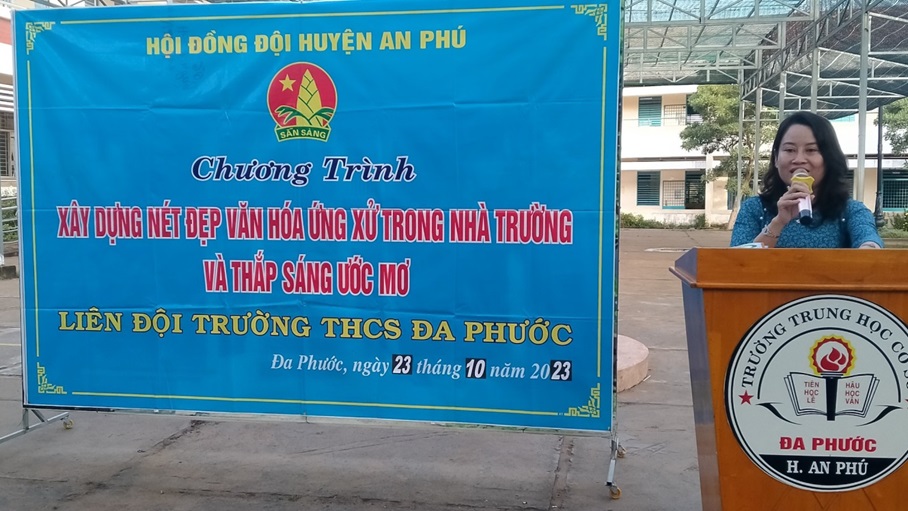 HỘI ĐỒNG ĐỘI HUYỆN AN PHÚ
SẴN SÀNG
Chương Trình
XÂY DỰNG NÉT ĐẸP VĂN HÓA ỨNG XỬ TRONG NHÀ TRƯỜNG
VÀ THẮP SÁNG ƯỚC MƠ
LIÊN ĐỘI TRƯỜNG THCS ĐA PHƯỚC
Đa Phước, ngày 23 tháng 10 năm 2023
TRƯỜNG TRUNG HỌC CƠ SỞ
TIÊN HỌC LỄ
HẬU HỌC VĂN
ĐA PHƯỚC
H. AN PHÚ